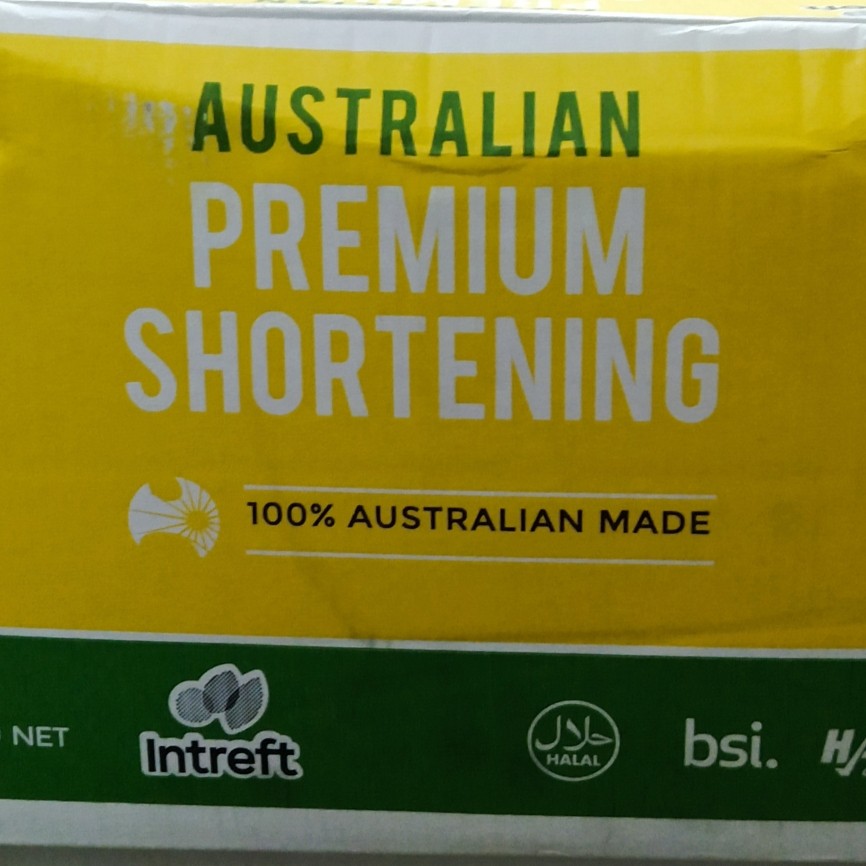 AUSTRALIAN
PREMIUM
SHORTENING
100% AUSTRALIAN MADE
NET
Intreft
حلال
HALAL
bsi.